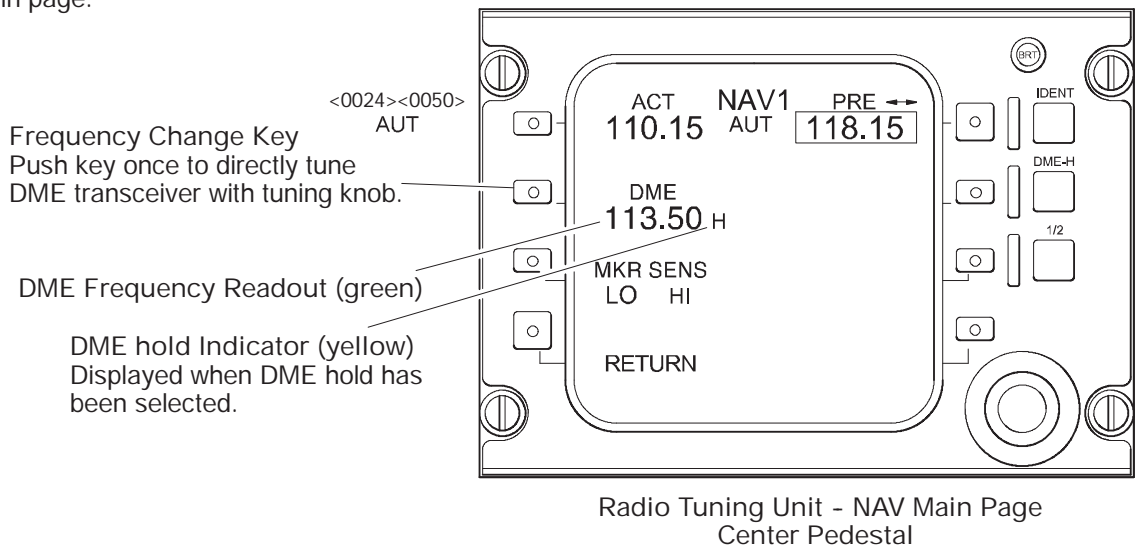 in page.
<0024><0050>
AUT
Frequency Change Key
Push key once to directly tune
DME transceiver with tuning knob.
DME Frequency Readout (green)
DME hold Indicator (yellow)
Displayed when DME hold has
been selected.
BRT
ACT NAV1 PRE ↔
110.15 AUT 118.15
DME
113.50 H
MKR SENS
LO HI
RETURN
IDENT
DME-H
1/2
Radio Tuning Unit - NAV Main Page
Center Pedestal